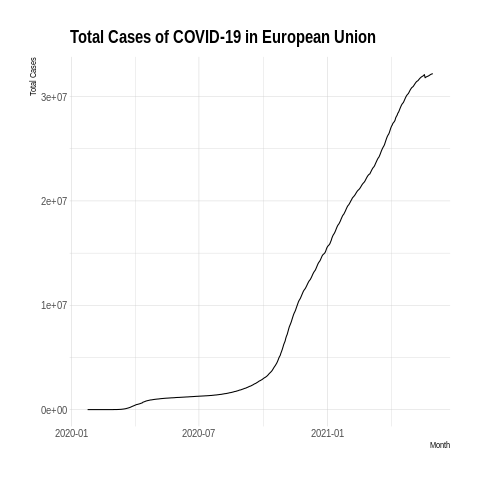 Total Cases of COVID-19 in European Union
Total Cases
3e+07
2e+07
1e+07
0e+00
2020-01 2020-07 2021-01
Month